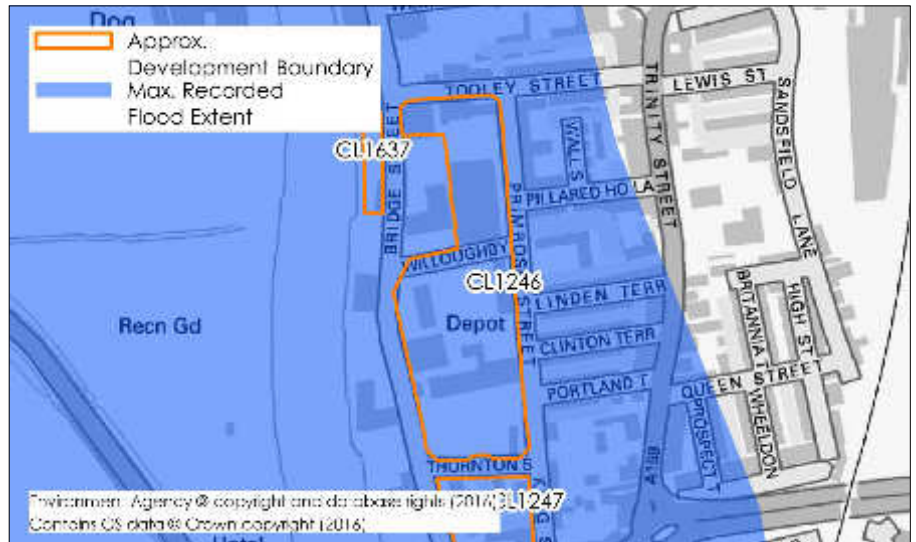 Dog
Approx.
Development Boundary
Max. Recorded
Flood Extent
TOOLEY STREET
LEWIS ST
TRINITY STREET
SANDSFIELD LANE
CL1637
BRIDGE STREET
WALLS
PILLARED HO LA
PRIMROSE STREET
WILLOUGHBY
CL1246
LINDEN TERR
Recn Gd
Depot
CLINTON TERR
BRITANNIA T
HIGH ST
PORTLAND T
QUEEN STREET
PROSPECT T
WHEELDON
THORNTON S
A159
CL1247
Environment Agency © copyright and database rights (2016)
Contains OS data © Crown copyright (2016)
Hotel